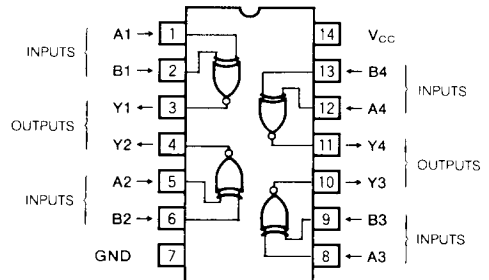 A1 → 1 14 VCC
INPUTS
B1 → 2 13 ← B4
INPUTS
Y1 ← 3 12 ← A4
OUTPUTS
Y2 ← 4 11 → Y4
OUTPUTS
A2 → 5 10 → Y3
INPUTS
B2 → 6 9 ← B3
INPUTS
GND 7 8 ← A3